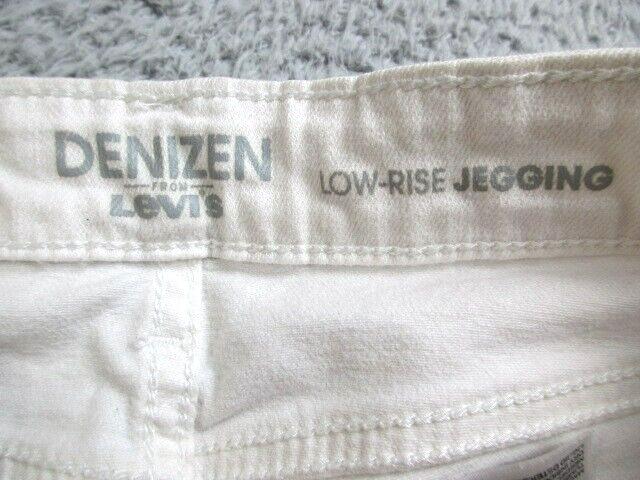 DENIZEN
FROM
Levi's
LOW-RISE JEGGING